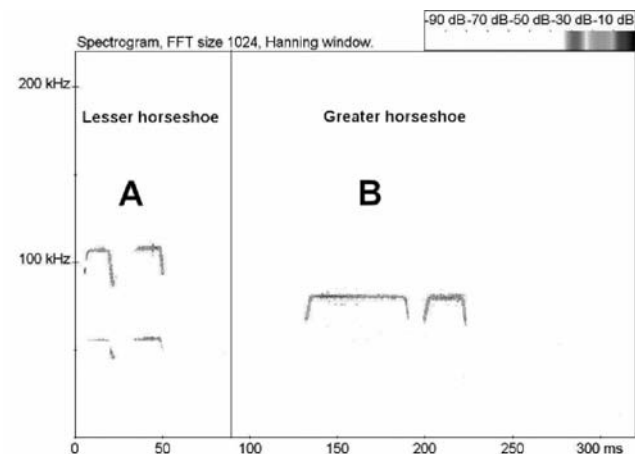 -90 dB-70 dB -50 dB-30 dB-10 dB
Spectrogram, FFT size 1024, Hanning window.
200 kHz
Lesser horseshoe
Greater horseshoe
A
B
100 kHz
0 50 100 150 200 250 300 ms